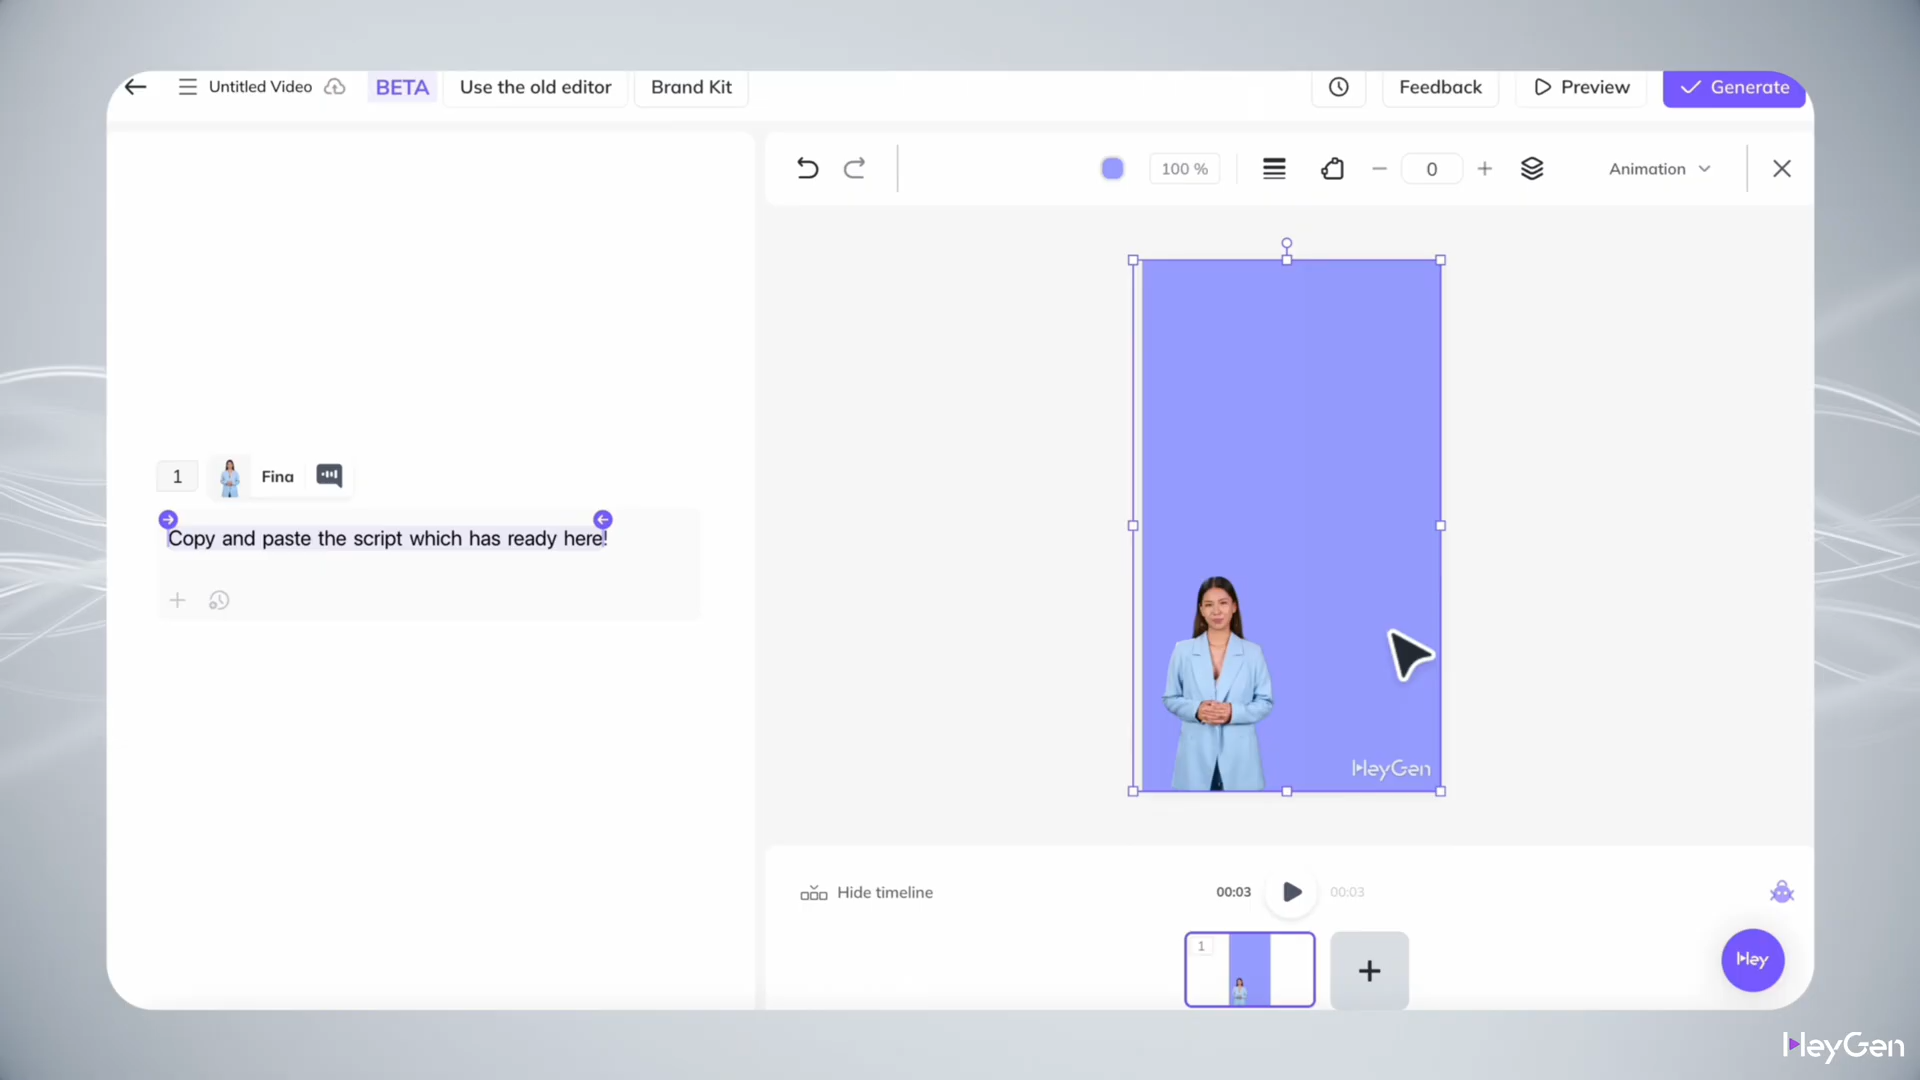 Untitled Video
BETA
Use the old editor
Brand Kit
Feedback
Preview
Generate
100 %
0
Animation
1
Fina
Copy and paste the script which has ready here!
HeyGen
Hide timeline
00:03
00:03
1
Hey
HeyGen